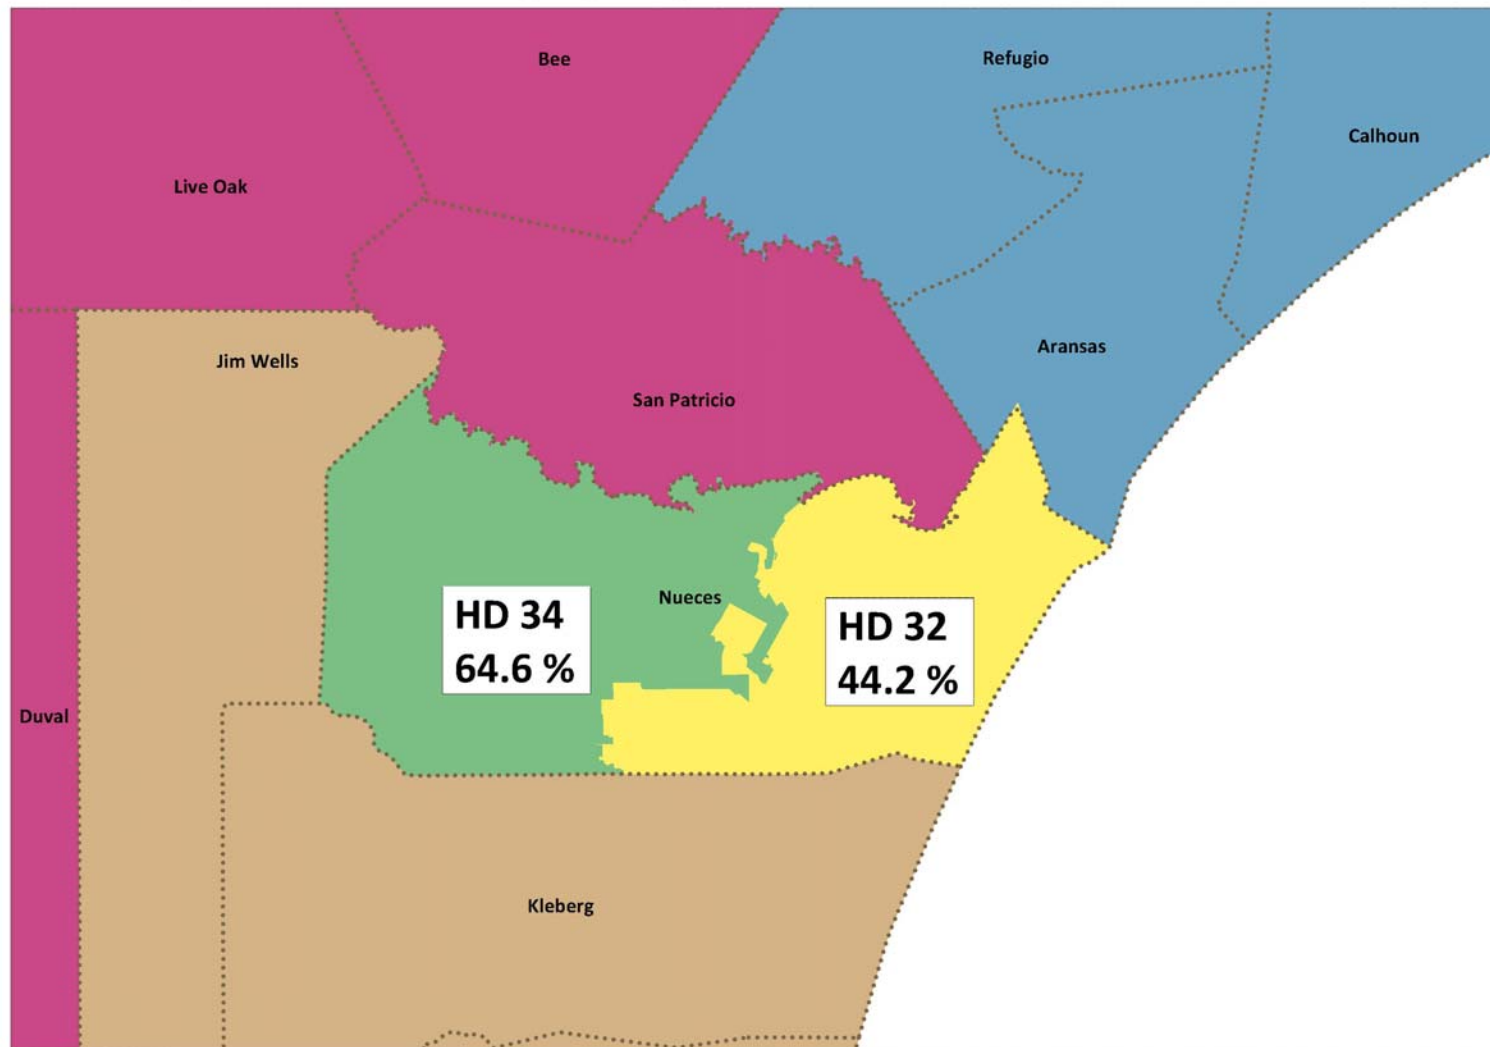 Bee
Refugio
Calhoun
Live Oak
Aransas
Jim Wells
San Patricio
Nueces
HD 34
64.6 %
HD 32
44.2 %
Duval
Kleberg